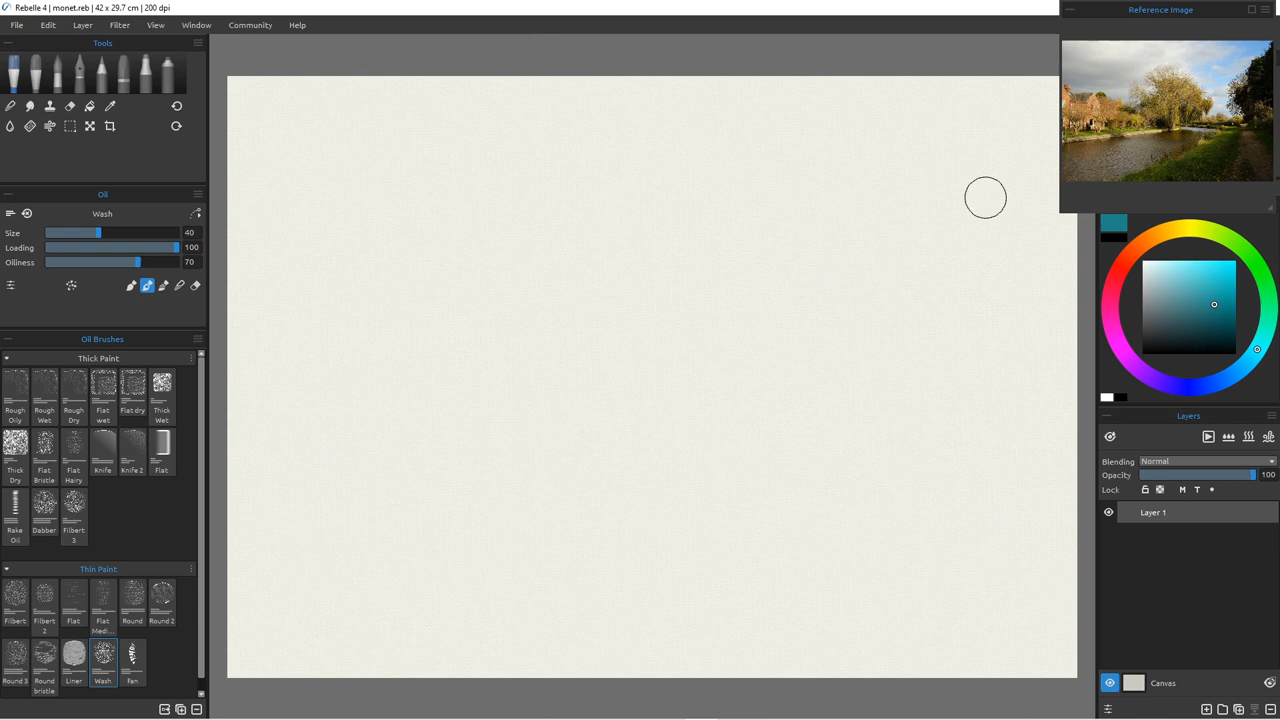 Rebelle 4 | monet.reb | 42 x 29.7 cm | 200 dpi
File Edit Layer Filter View Window Community Help
Reference Image
Tools
Oil
Wash
Size 40
Loading 100
Oiliness 70
Oil Brushes
Thick Paint
Rough Oily
Rough Wet
Rough Dry
Flat wet
Flat dry
Thick Wet
Thick Dry
Flat Bristle
Flat Hairy
Knife
Knife 2
Flat
Rake Oil
Dabber
Filbert 3
Thin Paint
Filbert
Filbert 2
Flat
Flat Medi...
Round
Round 2
Round 3
Round bristle
Liner
Wash
Fan
Layers
Blending Normal
Opacity 100
Lock M T
Layer 1
Canvas